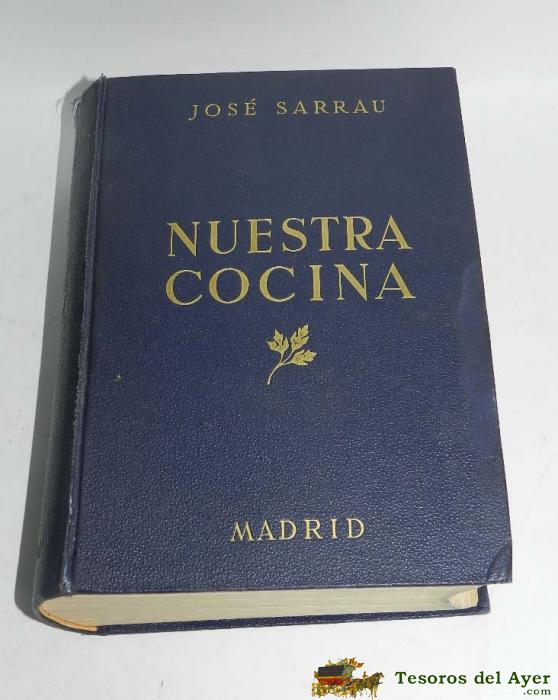 JOSÉ SARRAU
NUESTRA
COCINA
MADRID
Tesoros del Ayer
.com